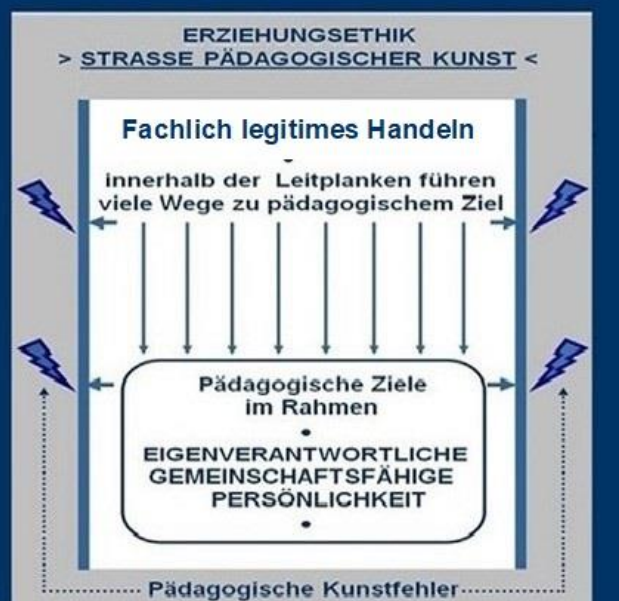 ERZIEHUNGSETHIK
> STRASSE PÄDAGOGISCHER KUNST <
Fachlich legitimes Handeln
innerhalb der Leitplanken führen
viele Wege zu pädagogischem Ziel
Pädagogische Ziele
im Rahmen
•
EIGENVERANTWORTLICHE
GEMEINSCHAFTSFÄHIGE
PERSÖNLICHKEIT
•
Pädagogische Kunstfehler